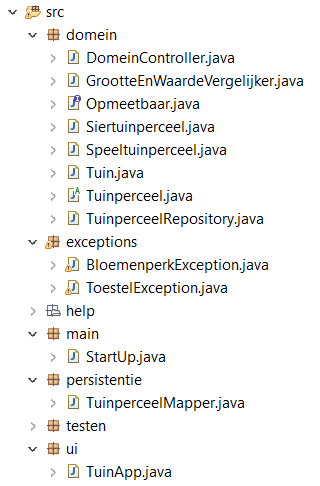 src
domein
DomeinController.java
GrootteEnWaardeVergelijker.java
Opmeetbaar.java
Siertuinperceel.java
Speeltuinperceel.java
Tuin.java
Tuinperceel.java
TuinperceelRepository.java
exceptions
BloemenperkException.java
ToestelException.java
help
main
StartUp.java
persistentie
TuinperceelMapper.java
testen
ui
TuinApp.java